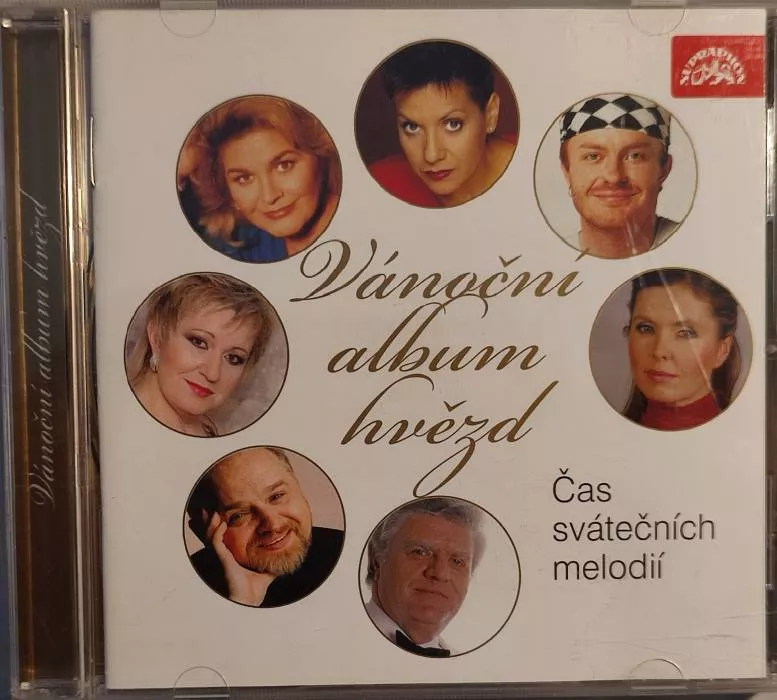 SUPRAPHON
Vánoční
album
hvězd
Čas
svátečních
melodií
Vánoční album hvězd